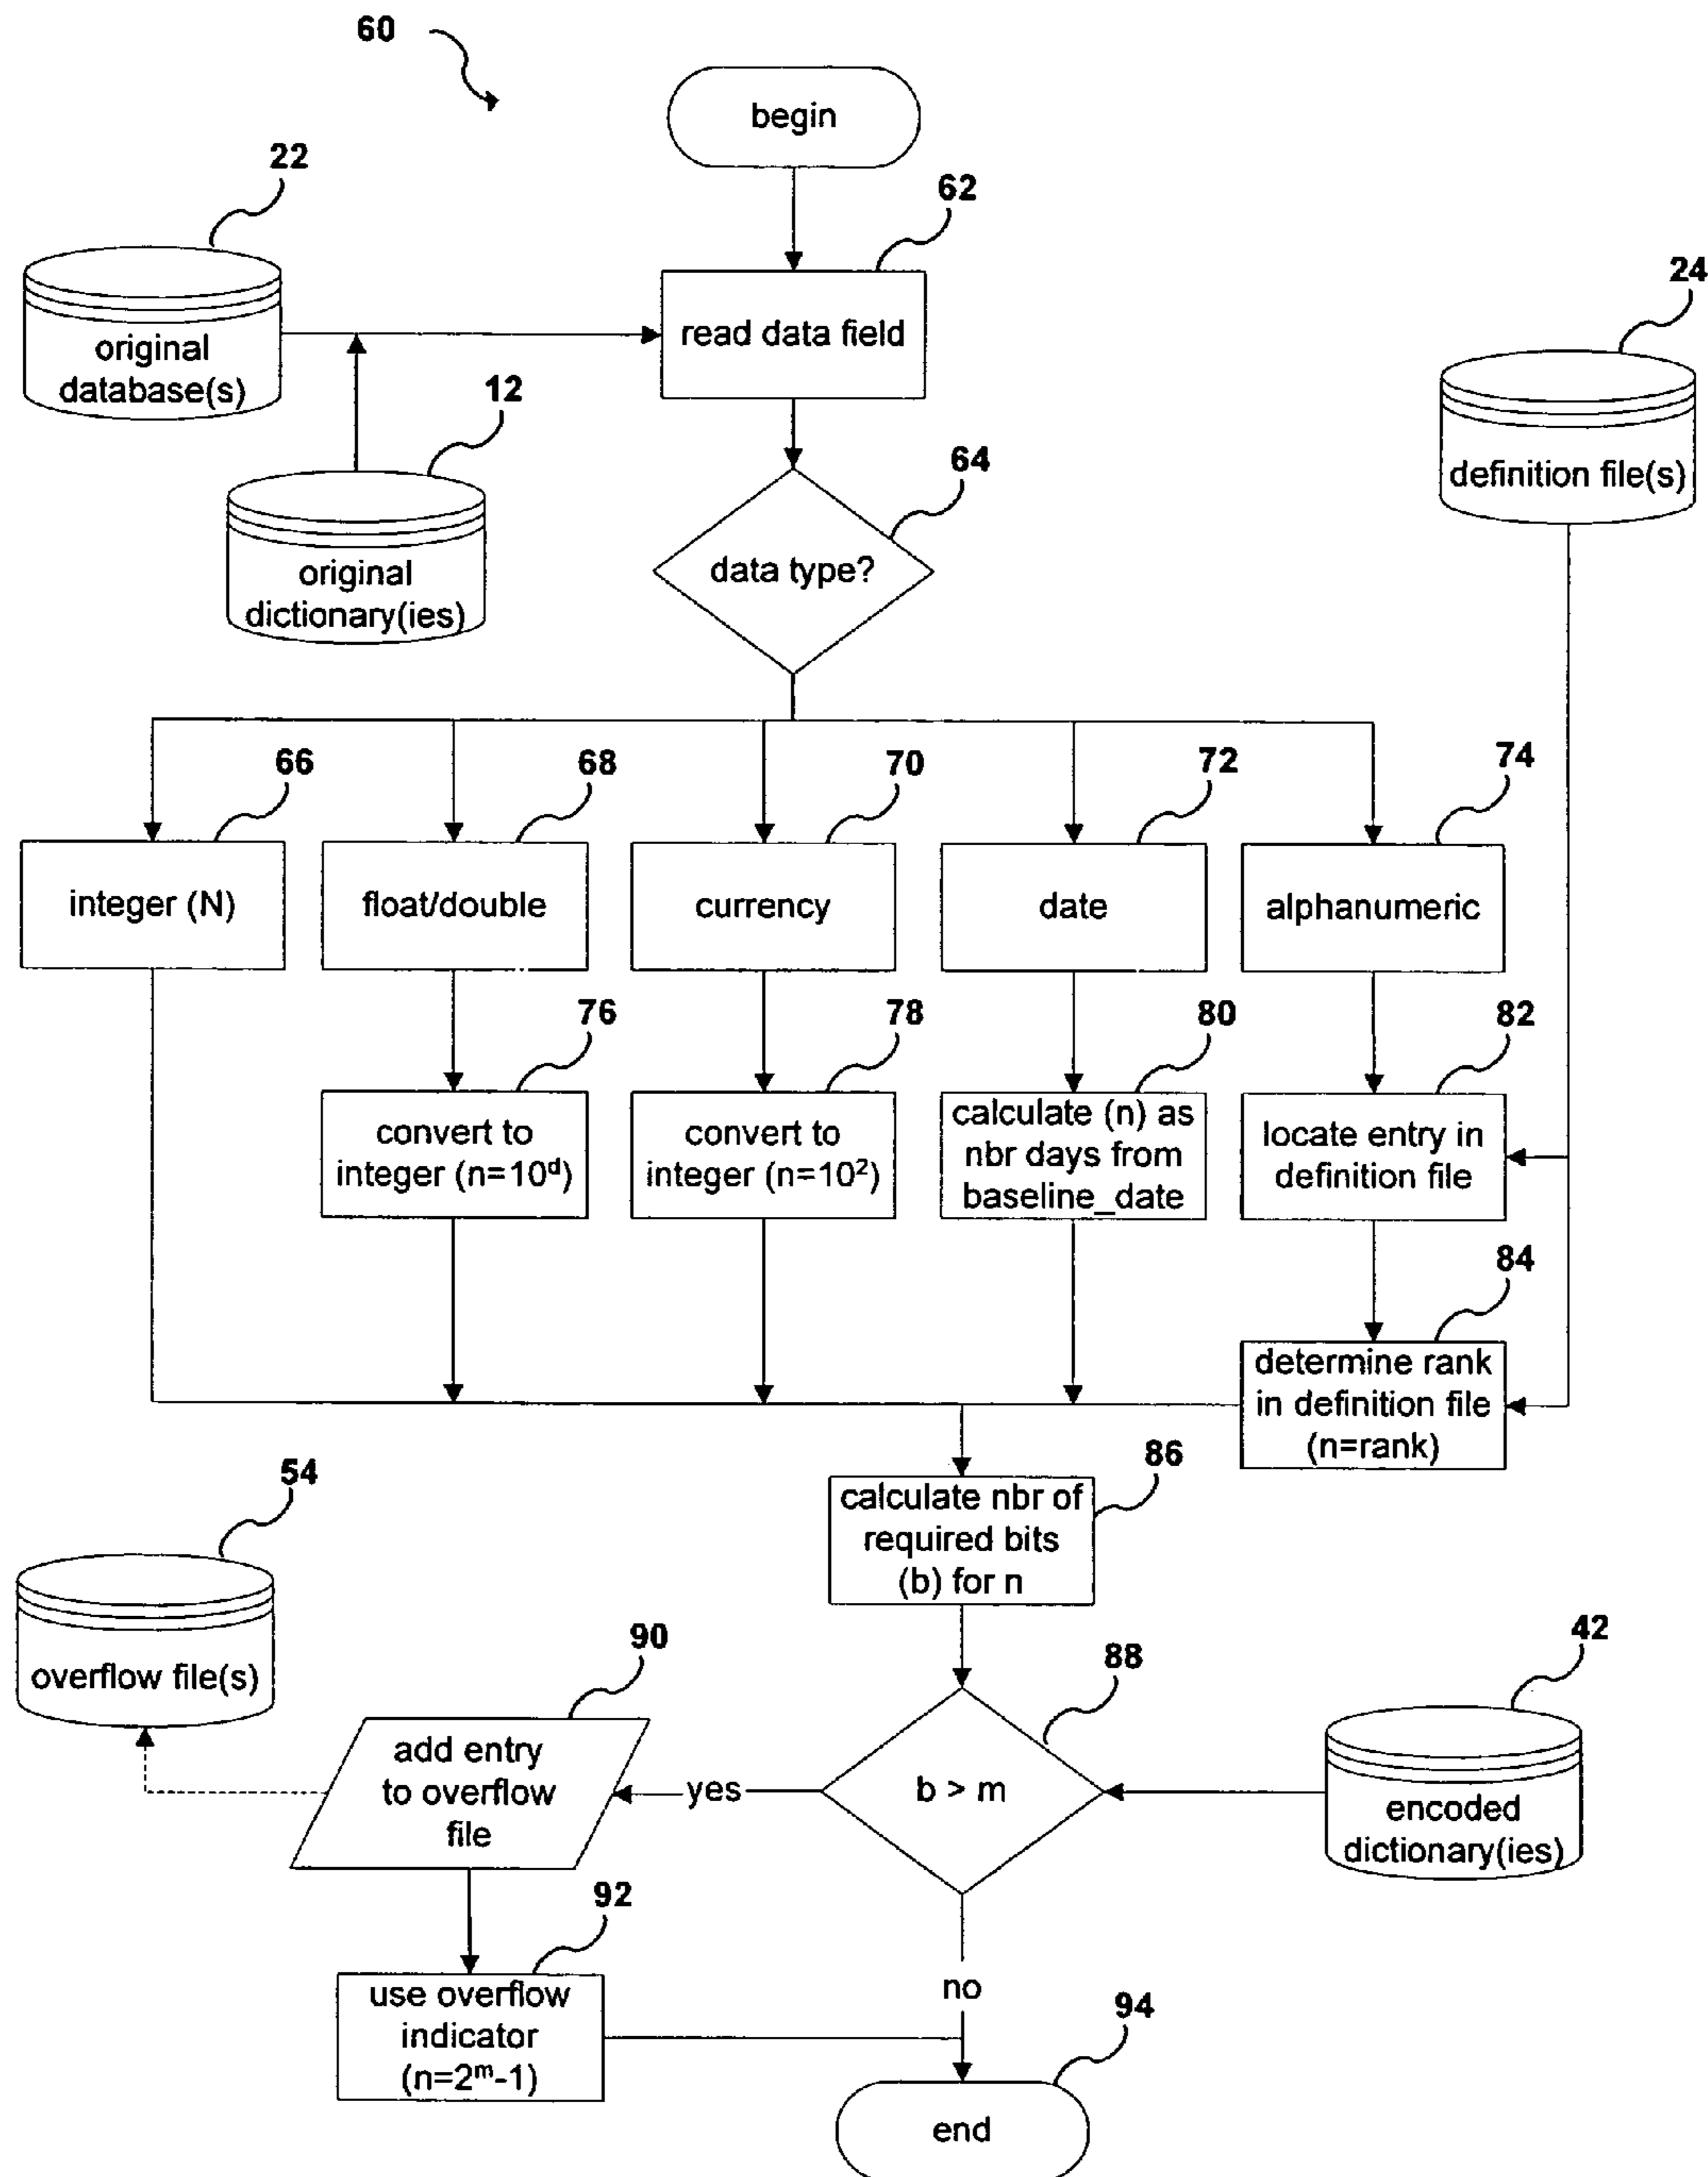 60
begin
22
62
24
original
database(s)
read data field
12
definition file(s)
64
original
dictionary(ies)
data type?
66
68
70
72
74
integer (N)
float/double
currency
date
alphanumeric
76
78
80
82
convert to
integer (n=10ᵈ)
convert to
integer (n=10²)
calculate (n) as
nbr days from
baseline_date
locate entry in
definition file
84
determine rank
in definition file
(n=rank)
54
86
calculate nbr of
required bits
(b) for n
overflow file(s)
90
88
42
add entry
to overflow
file
yes
b > m
encoded
dictionary(ies)
92
use overflow
indicator
(n=2ᵐ-1)
no
94
end